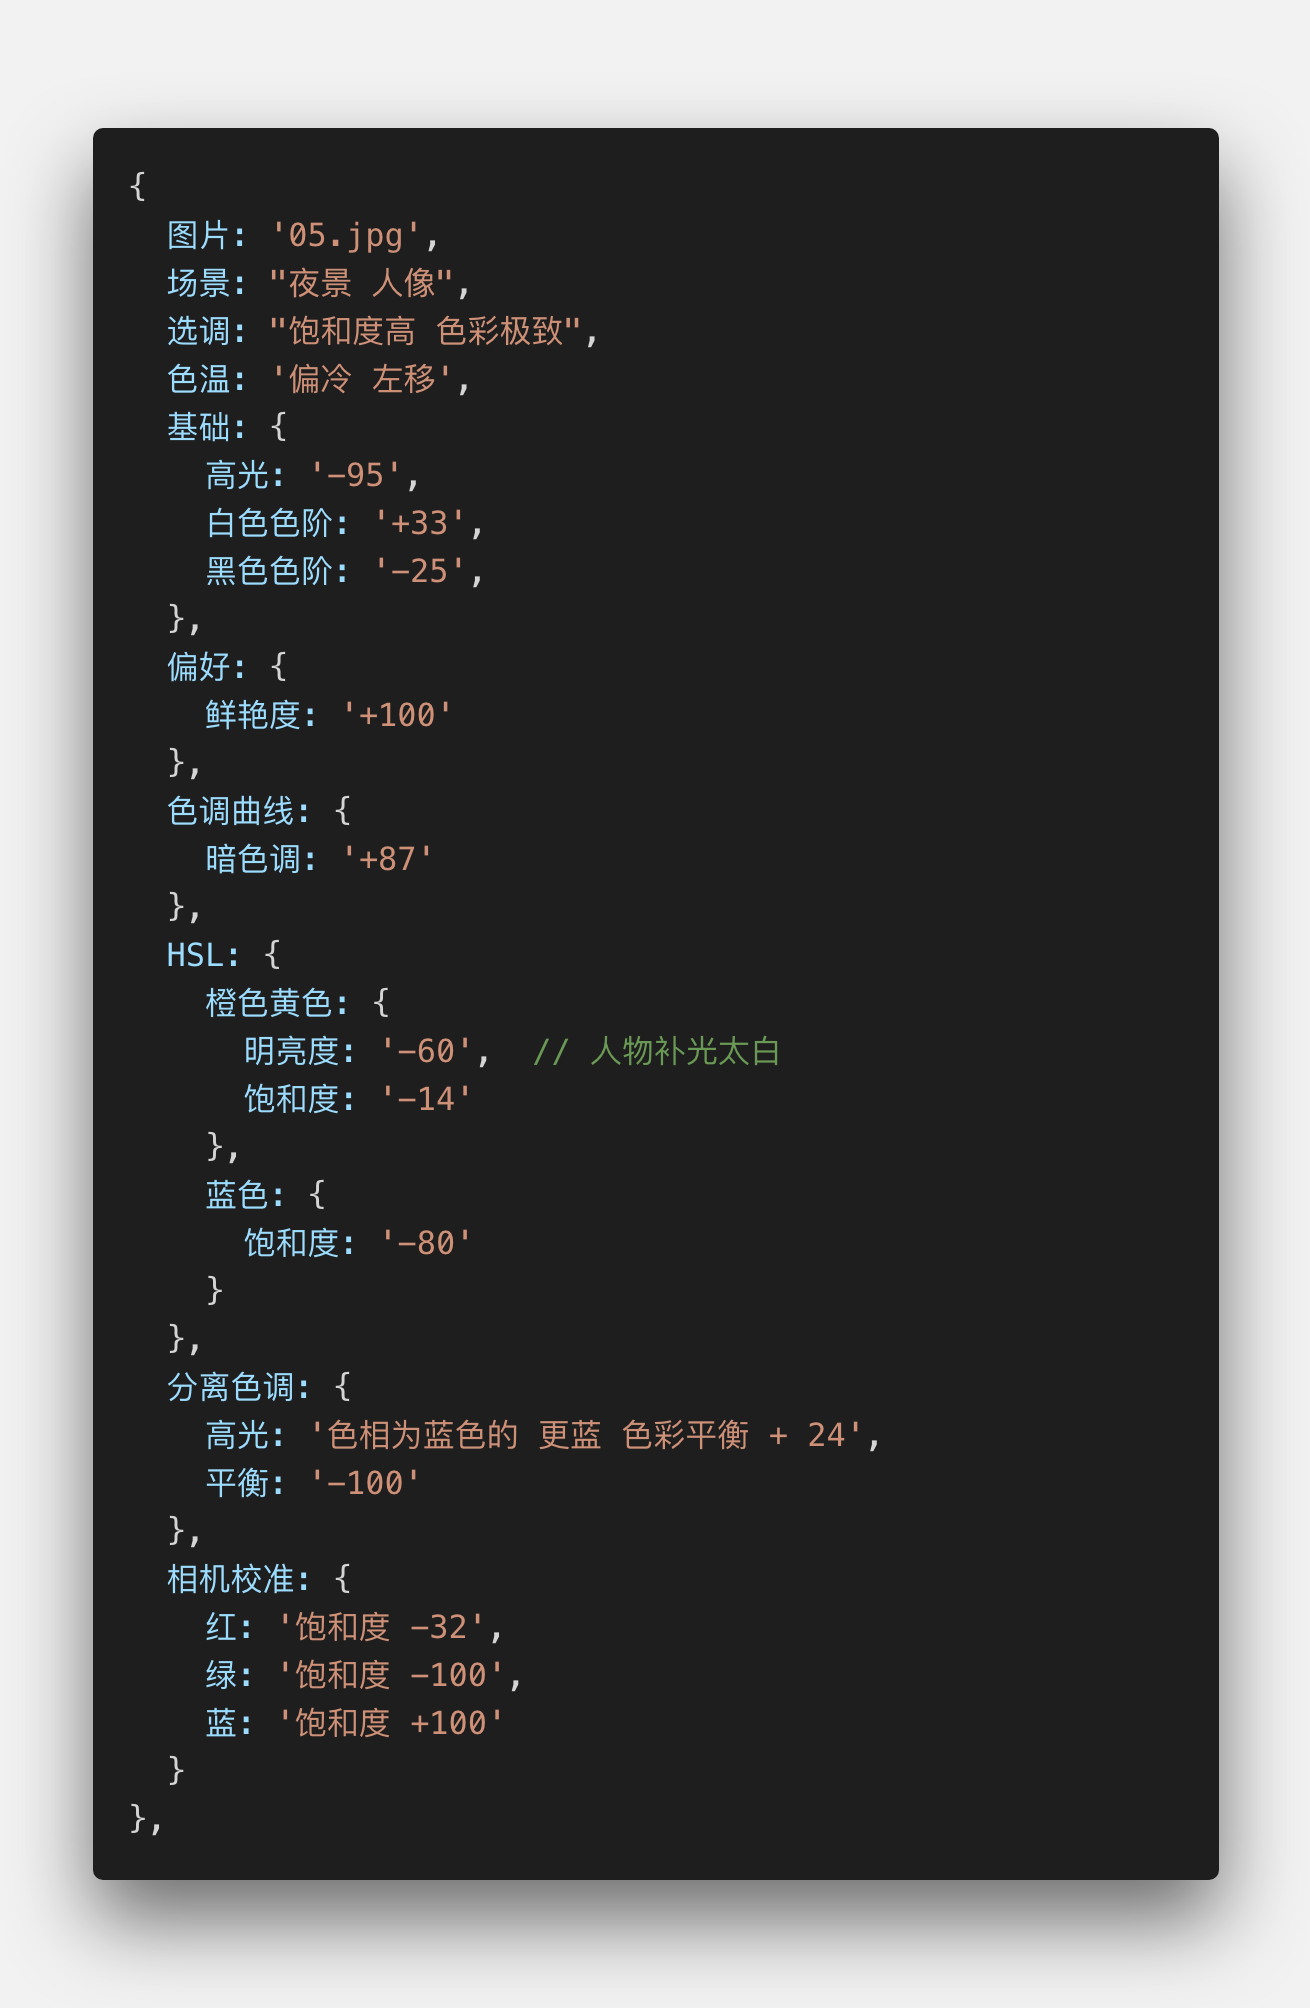 {
  图片: '05.jpg',
  场景: "夜景 人像",
  选调: "饱和度高 色彩极致",
  色温: '偏冷 左移',
  基础: {
    高光: '-95',
    白色色阶: '+33',
    黑色色阶: '-25',
  },
  偏好: {
    鲜艳度: '+100'
  },
  色调曲线: {
    暗色调: '+87'
  },
  HSL: {
    橙色黄色: {
      明亮度: '-60',  // 人物补光太白
      饱和度: '-14'
    },
    蓝色: {
      饱和度: '-80'
    }
  },
  分离色调: {
    高光: '色相为蓝色的 更蓝 色彩平衡 + 24',
    平衡: '-100'
  },
  相机校准: {
    红: '饱和度 -32',
    绿: '饱和度 -100',
    蓝: '饱和度 +100'
  }
},